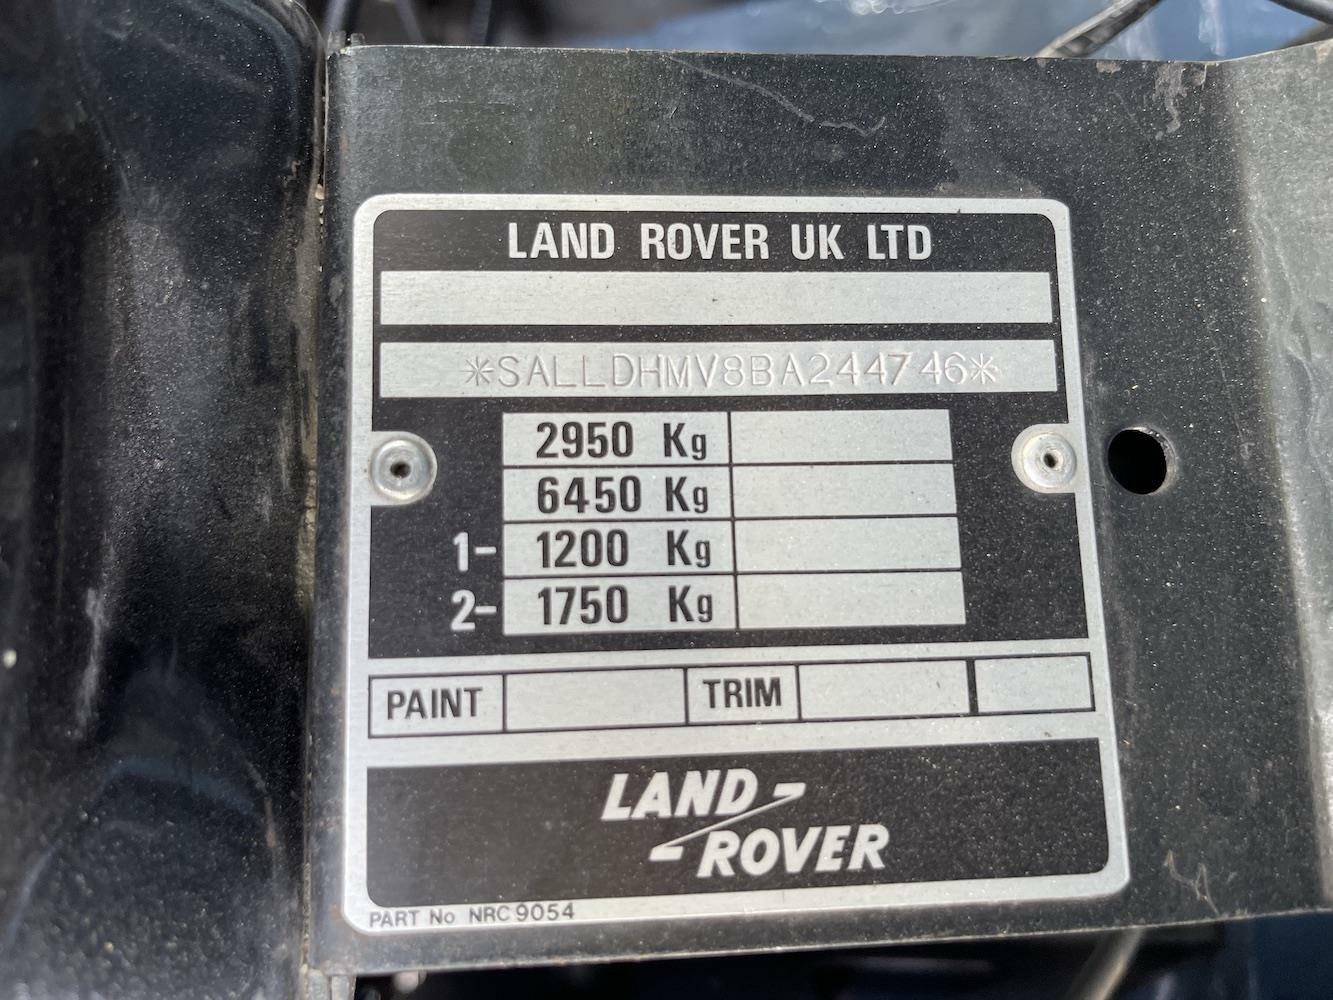 LAND ROVER UK LTD
*SALLDHMV8BA244746*
2950 Kg
6450 Kg
1- 1200 Kg
2- 1750 Kg
PAINT TRIM
LAND
ROVER
PART No NRC 9054